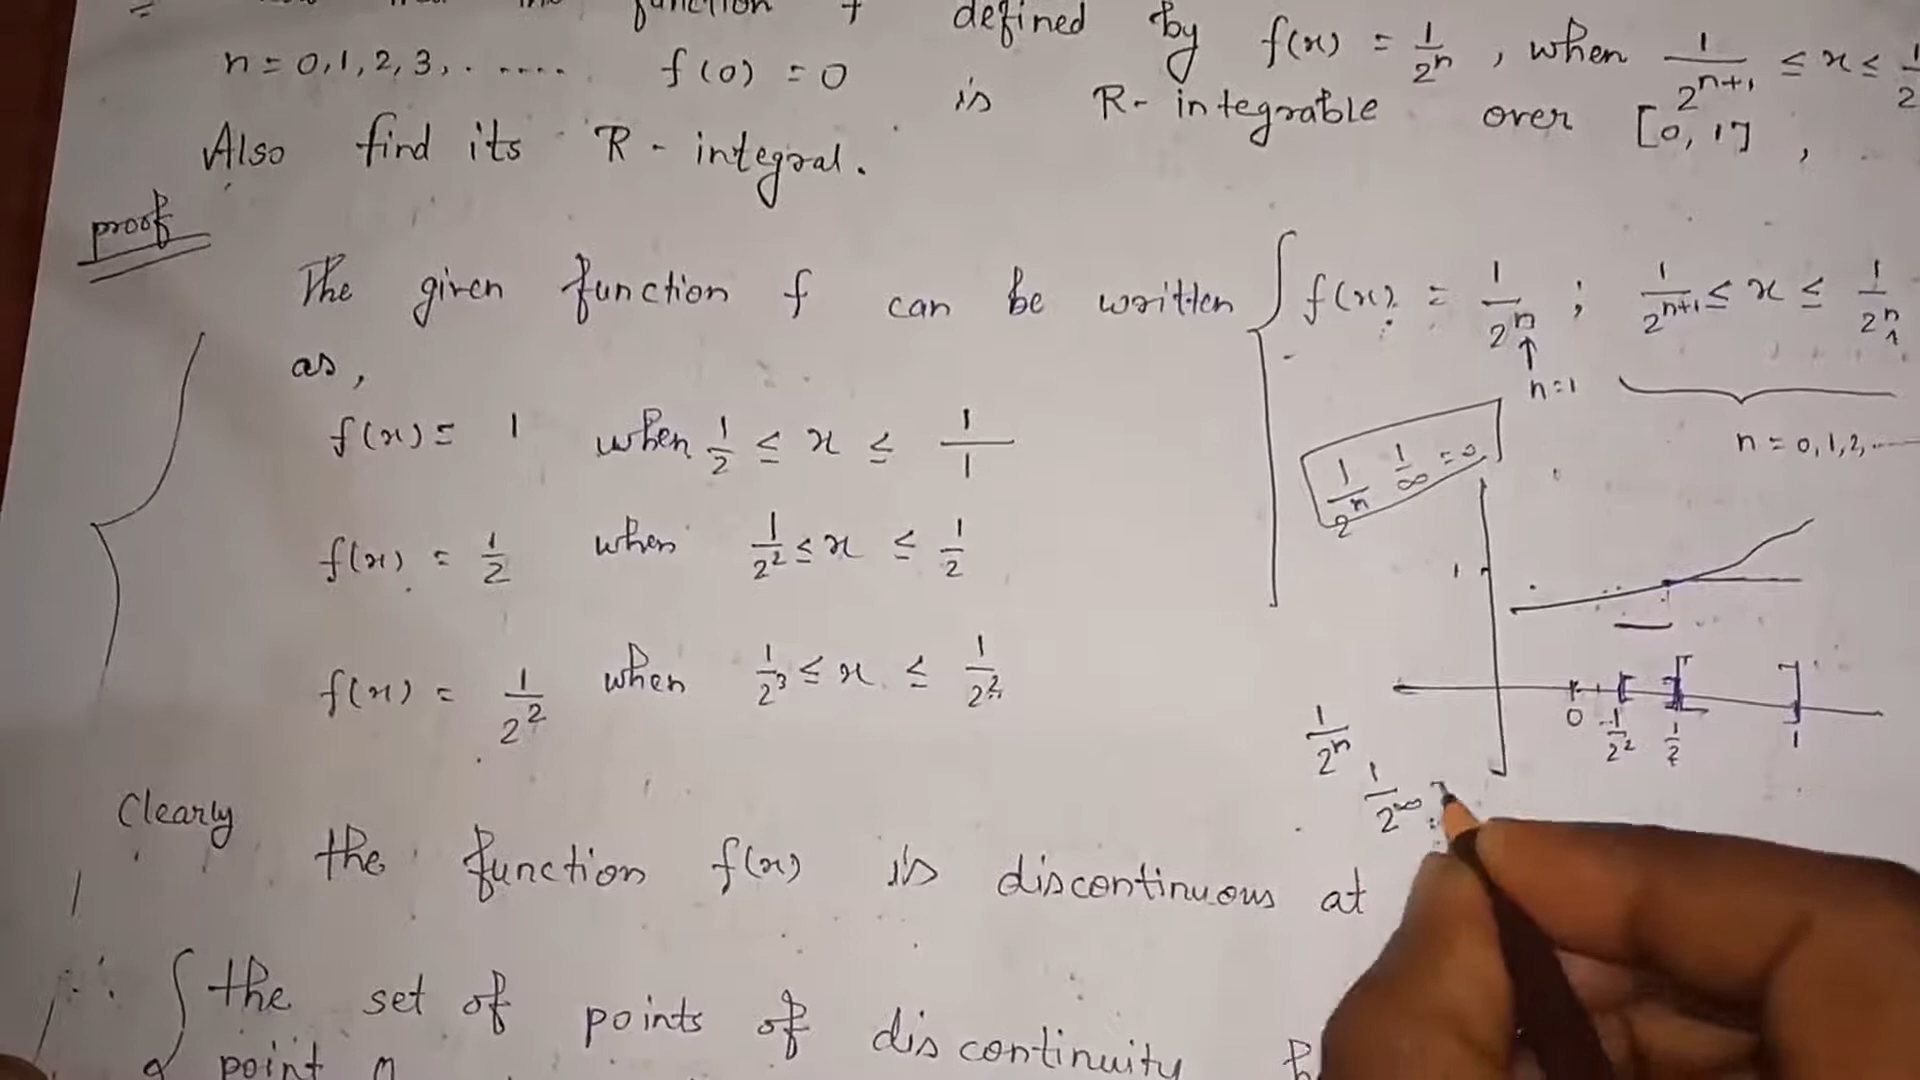 function f defined by f(x) = 1/2^n , when 1/2^{n+1} ≤ x ≤ 1/2
n = 0, 1, 2, 3, ....... f(0) = 0 is R-integrable over [0, 1] ,
Also find its R-integral.
proof
The given function f can be written
as,
f(x) = 1 when 1/2 ≤ x ≤ 1/1
f(x) = 1/2 when 1/2^2 ≤ x ≤ 1/2
f(x) = 1/2^2 when 1/2^3 ≤ x ≤ 1/2^2
f(x) = 1/2^n ; 1/2^{n+1} ≤ x ≤ 1/2^n
n=1
n = 0, 1, 2, .....
1/2^n 1/∞ = 0
1
0 1/2^2 1/2 1
1/2^n
1/2^∞
Clearly
the function f(x) is discontinuous at
∴ the set of points of discontinuity
point